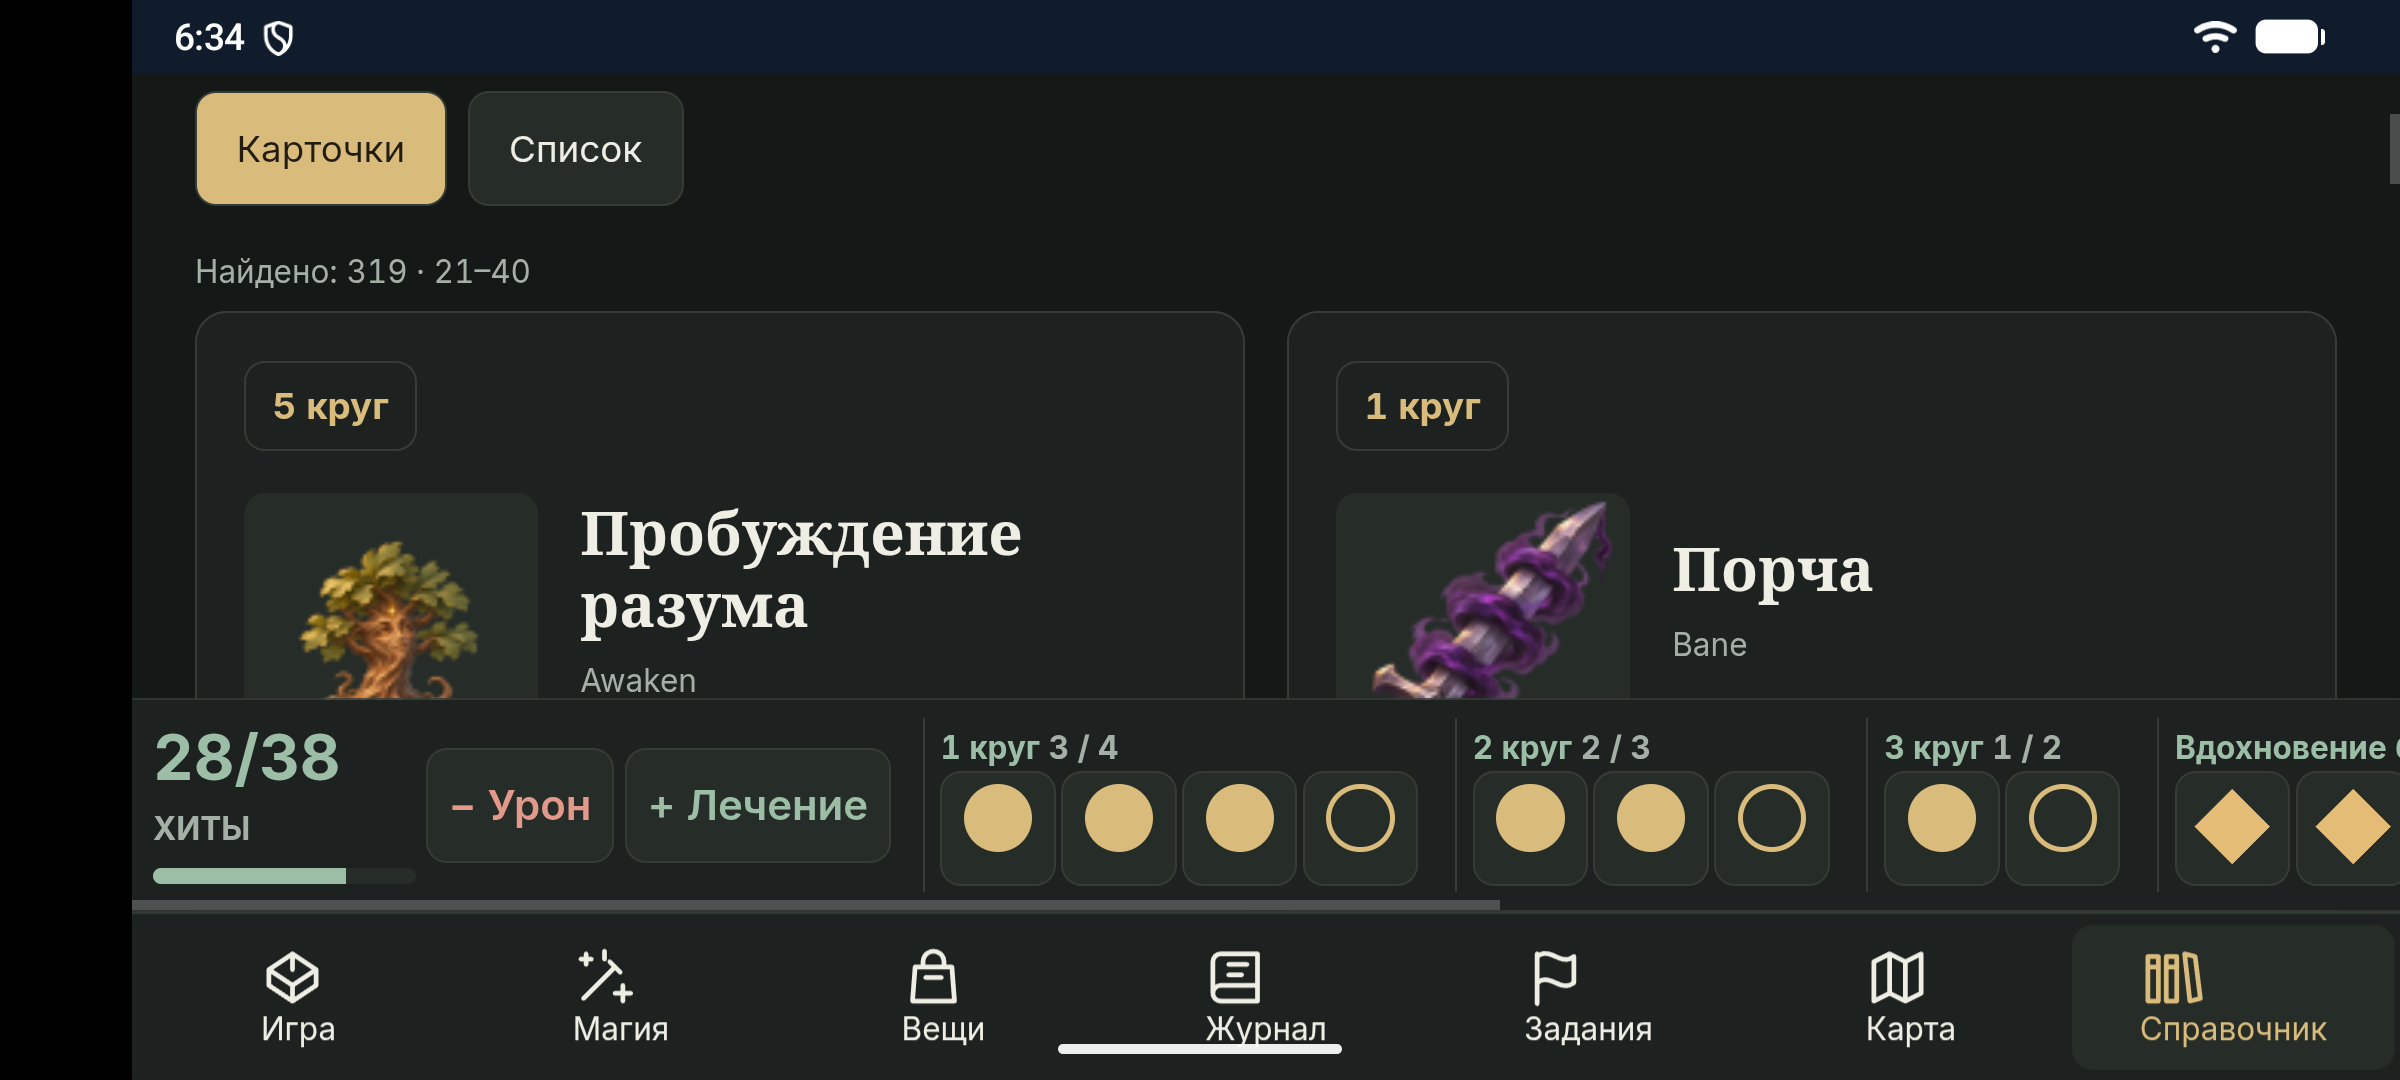 6:34
Карточки
Список
Найдено: 319 · 21–40
5 круг
Пробуждение
разума
Awaken
1 круг
Порча
Bane
28/38
ХИТЫ
− Урон
+ Лечение
1 круг 3 / 4
2 круг 2 / 3
3 круг 1 / 2
Вдохновение
Игра
Магия
Вещи
Журнал
Задания
Карта
Справочник